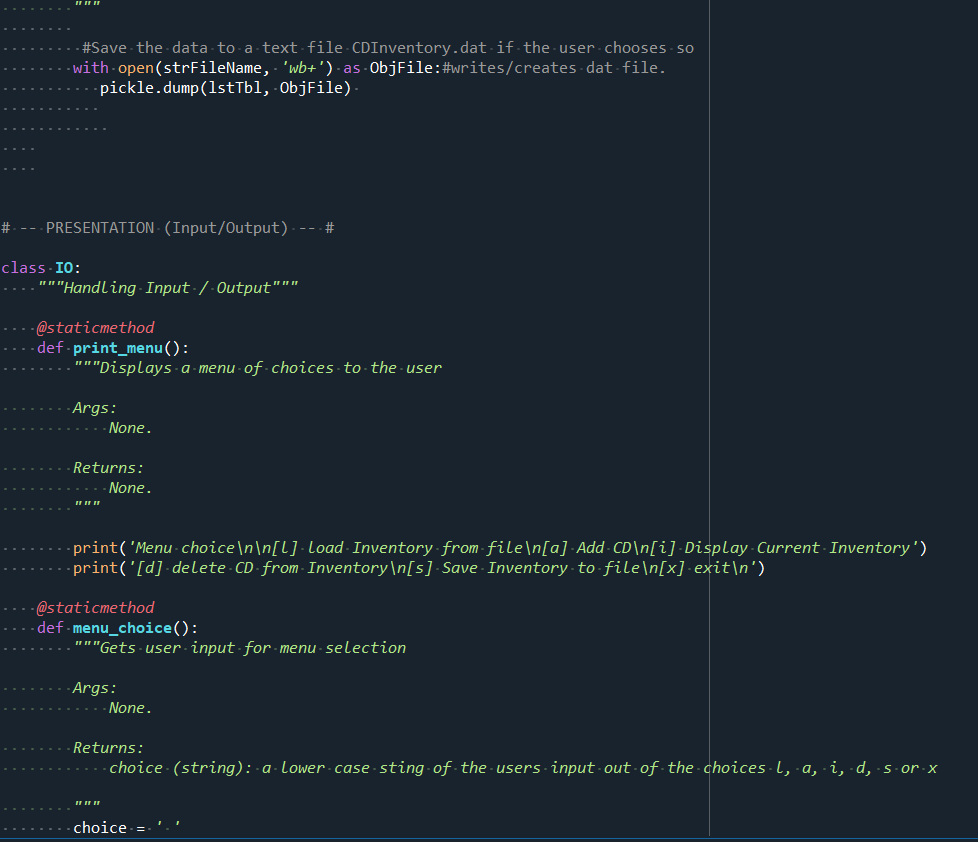 """
#Save the data to a text file CDInventory.dat if the user chooses so
with open(strFileName, 'wb+') as ObjFile:#writes/creates dat file.
pickle.dump(lstTbl, ObjFile)
# -- PRESENTATION (Input/Output) -- #
class IO:
"""Handling Input / Output"""
@staticmethod
def print_menu():
"""Displays a menu of choices to the user
Args:
None.
Returns:
None.
"""
print('Menu choice\n\n[l] load Inventory from file\n[a] Add CD\n[i] Display Current Inventory')
print('[d] delete CD from Inventory\n[s] Save Inventory to file\n[x] exit\n')
@staticmethod
def menu_choice():
"""Gets user input for menu selection
Args:
None.
Returns:
choice (string): a lower case sting of the users input out of the choices l, a, i, d, s or x
"""
choice = ' '